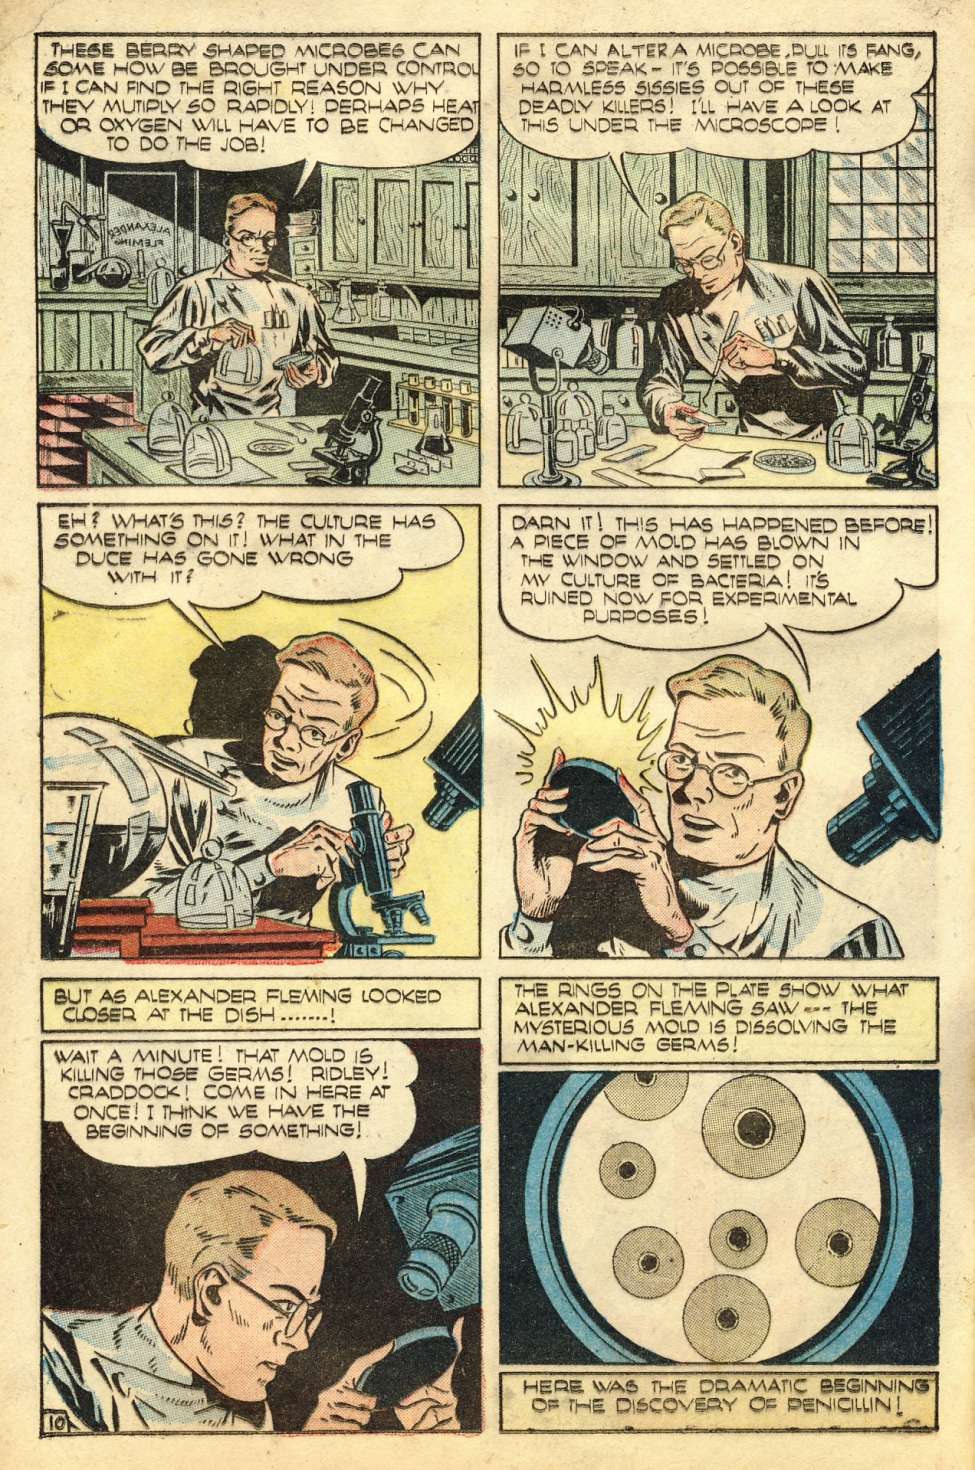 THESE BERRY SHAPED MICROBES CAN
SOME HOW BE BROUGHT UNDER CONTROL
IF I CAN FIND THE RIGHT REASON WHY
THEY MUTIPLY SO RAPIDLY! PERHAPS HEAT
OR OXYGEN WILL HAVE TO BE CHANGED
TO DO THE JOB!
ALEXANDER
FLEMING
IF I CAN ALTER A MICROBE, PULL ITS FANG,
SO TO SPEAK - IT'S POSSIBLE TO MAKE
HARMLESS SISSIES OUT OF THESE
DEADLY KILLERS! I'LL HAVE A LOOK AT
THIS UNDER THE MICROSCOPE!
EH? WHAT'S THIS? THE CULTURE HAS
SOMETHING ON IT! WHAT IN THE
DUCE HAS GONE WRONG
WITH IT?
DARN IT! THIS HAS HAPPENED BEFORE!
A PIECE OF MOLD HAS BLOWN IN
THE WINDOW AND SETTLED ON
MY CULTURE OF BACTERIA! IT'S
RUINED NOW FOR EXPERIMENTAL
PURPOSES!
BUT AS ALEXANDER FLEMING LOOKED
CLOSER AT THE DISH.......!
WAIT A MINUTE! THAT MOLD IS
KILLING THOSE GERMS! RIDLEY!
CRADDOCK! COME IN HERE AT
ONCE! I THINK WE HAVE THE
BEGINNING OF SOMETHING!
10
THE RINGS ON THE PLATE SHOW WHAT
ALEXANDER FLEMING SAW --- THE
MYSTERIOUS MOLD IS DISSOLVING THE
MAN-KILLING GERMS!
HERE WAS THE DRAMATIC BEGINNING
OF THE DISCOVERY OF PENICILLIN!